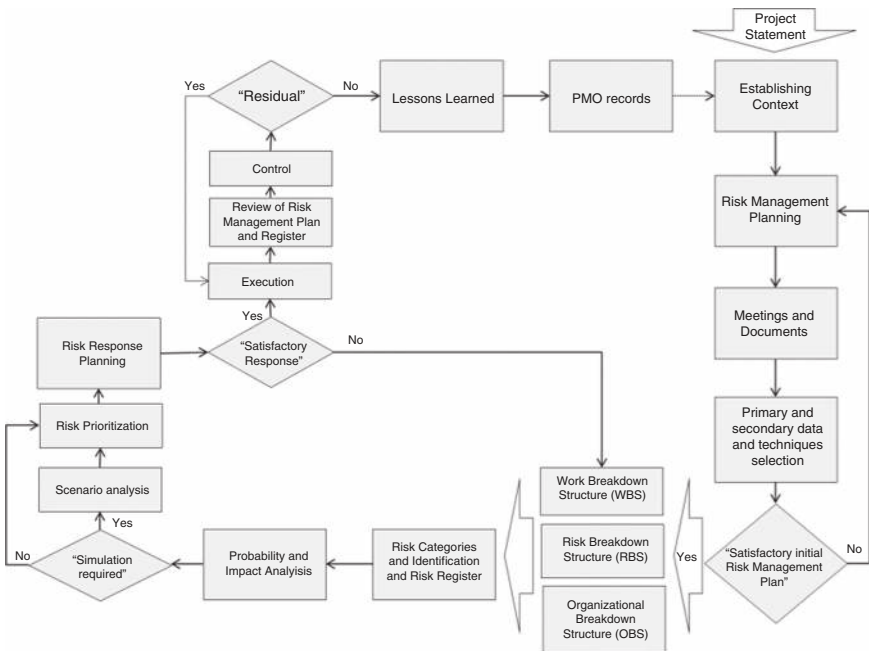 Project
Statement
Yes
"Residual"
No
Lessons Learned
PMO records
Establishing
Context
Control
Review of Risk
Management Plan
and Register
Risk Management
Planning
Execution
Yes
Meetings and
Documents
Risk Response
Planning
"Satisfactory
Response"
No
Risk Prioritization
Primary and
secondary data
and techniques
selection
Scenario analysis
Work Breakdown
Structure (WBS)
Yes
No
"Simulation
required"
Probability and
Impact Analyisis
Risk Categories
and Identification
and Risk Register
Risk Breakdown
Structure (RBS)
Yes
"Satisfactory initial
Risk Management
Plan"
No
Organizational
Breakdown
Structure (OBS)